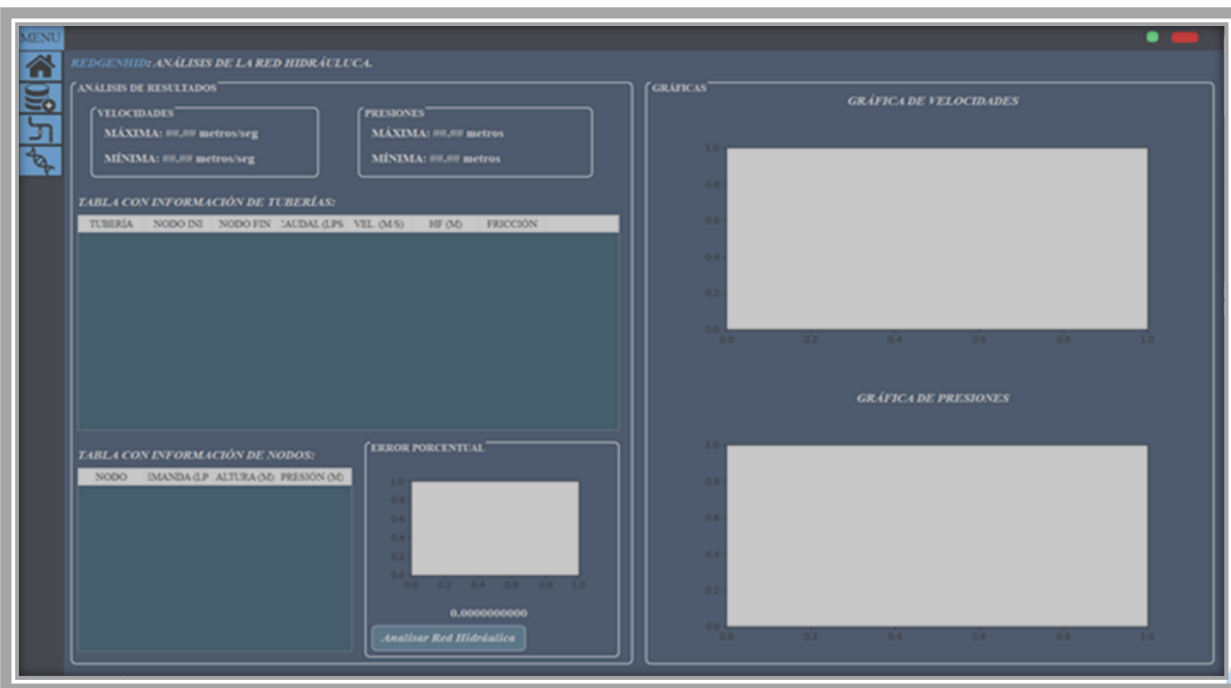 MENU
REDGENHID: ANÁLISIS DE LA RED HIDRÁULUCA.
ANÁLISIS DE RESULTADOS
VELOCIDADES
MÁXIMA: ##.## metros/seg
MÍNIMA: ##.## metros/seg
PRESIONES
MÁXIMA: ##.## metros
MÍNIMA: ##.## metros
TABLA CON INFORMACIÓN DE TUBERÍAS:
TUBERÍA NODO INI NODO FIN CAUDAL (LPS VEL. (M/S) HF (M) FRICCIÓN
TABLA CON INFORMACIÓN DE NODOS:
NODO EMANDA (LP ALTURA (M) PRESIÓN (M)
ERROR PORCENTUAL
1.0
0.8
0.6
0.4
0.2
0.0
0.0 0.2 0.4 0.6 0.8 1.0
0.0000000000
Analisar Red Hidráulica
GRÁFICAS
GRÁFICA DE VELOCIDADES
1.0
0.8
0.6
0.4
0.2
0.0
0.0 0.2 0.4 0.6 0.8 1.0
GRÁFICA DE PRESIONES
1.0
0.8
0.6
0.4
0.2
0.0
0.0 0.2 0.4 0.6 0.8 1.0